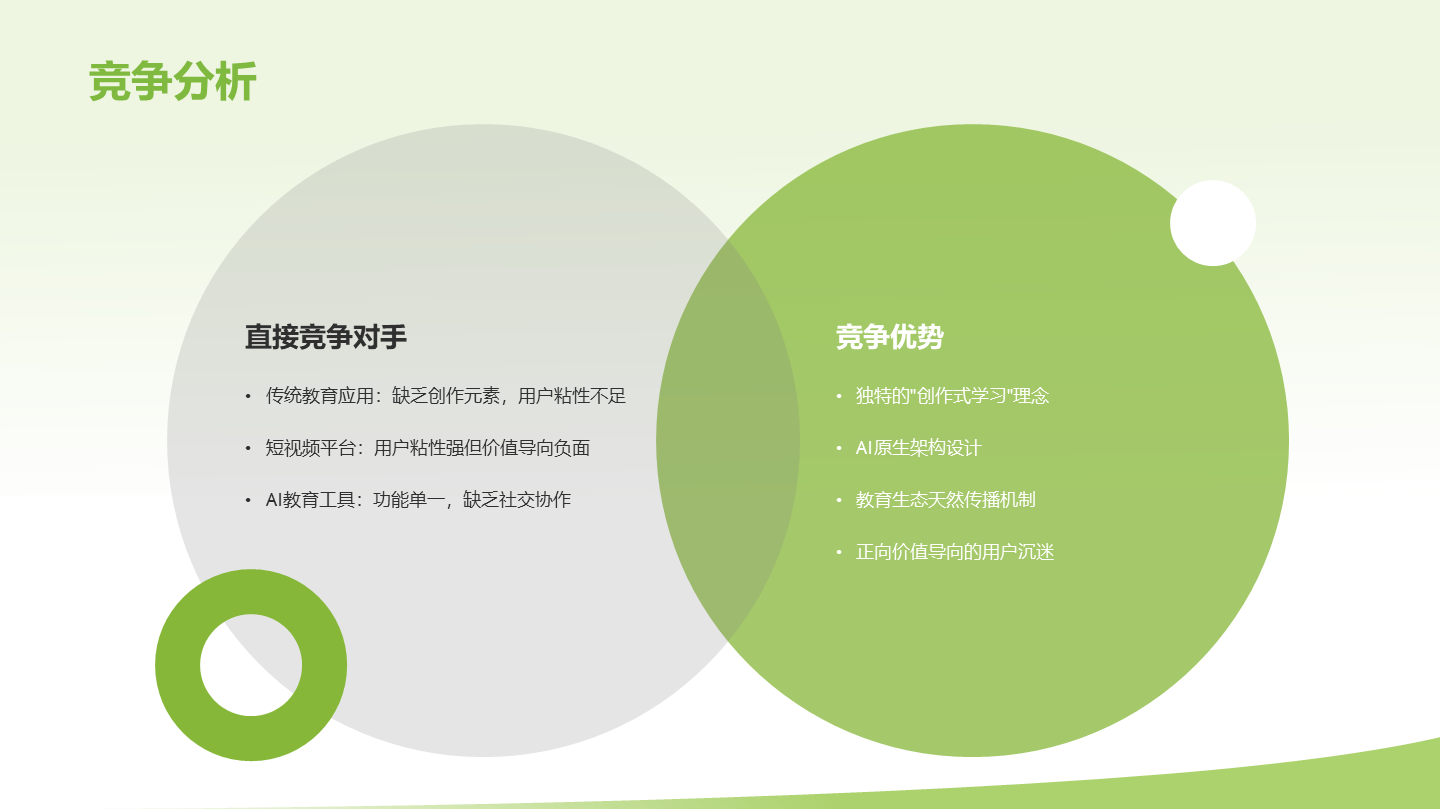 竞争分析
直接竞争对手
• 传统教育应用：缺乏创作元素，用户粘性不足
• 短视频平台：用户粘性强但价值导向负面
• AI教育工具：功能单一，缺乏社交协作
竞争优势
• 独特的"创作式学习"理念
• AI原生架构设计
• 教育生态天然传播机制
• 正向价值导向的用户沉迷